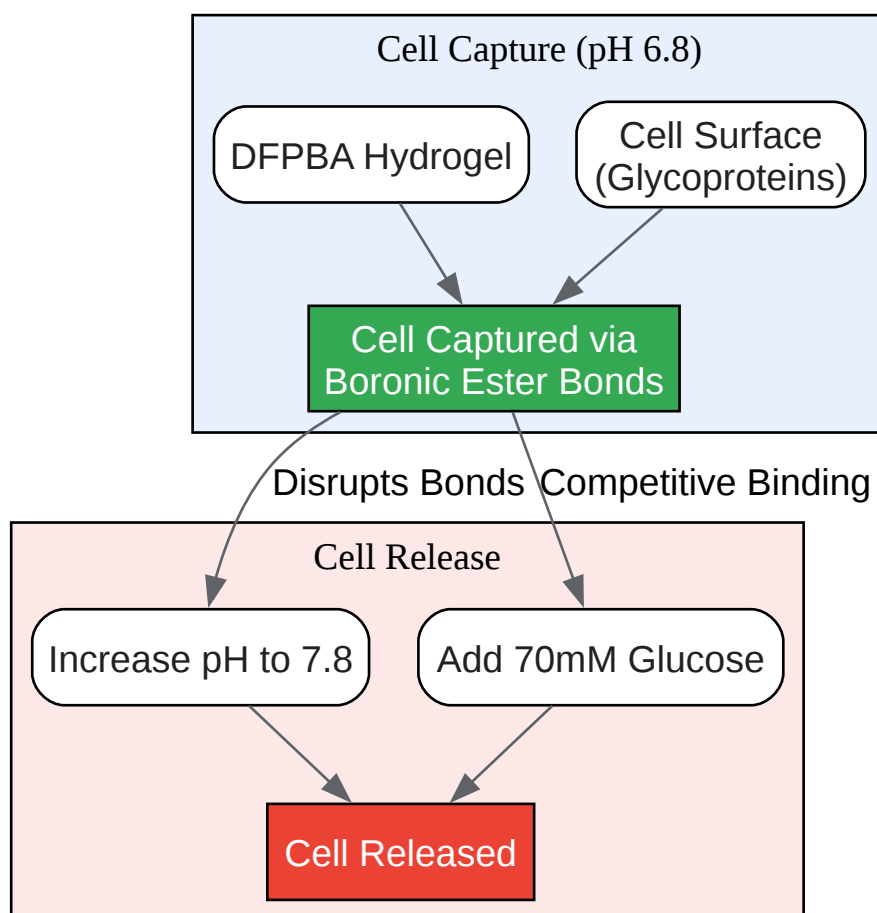 Cell Capture (pH 6.8)
DFPBA Hydrogel
Cell Surface
(Glycoproteins)
Cell Captured via
Boronic Ester Bonds
Disrupts Bonds
Competitive Binding
Cell Release
Increase pH to 7.8
Add 70mM Glucose
Cell Released